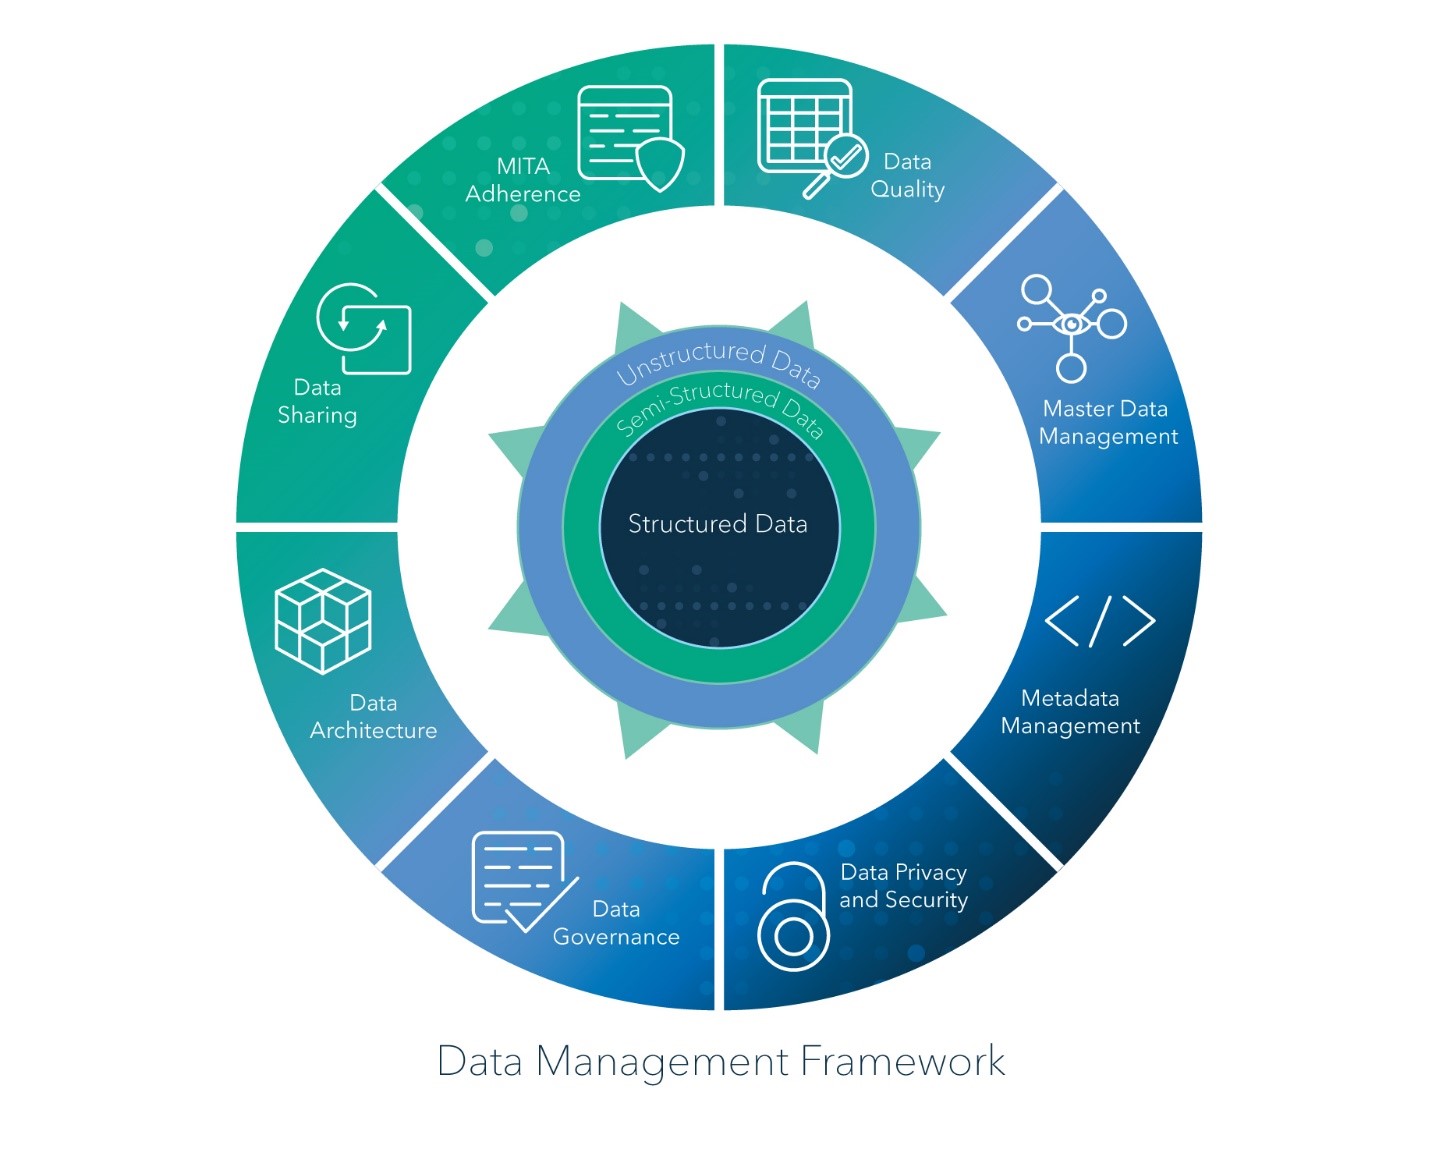 MITA
Adherence
Data
Quality
Master Data
Management
Metadata
Management
Data Privacy
and Security
Data
Governance
Data
Architecture
Data
Sharing
Unstructured Data
Semi-Structured Data
Structured Data
Data Management Framework